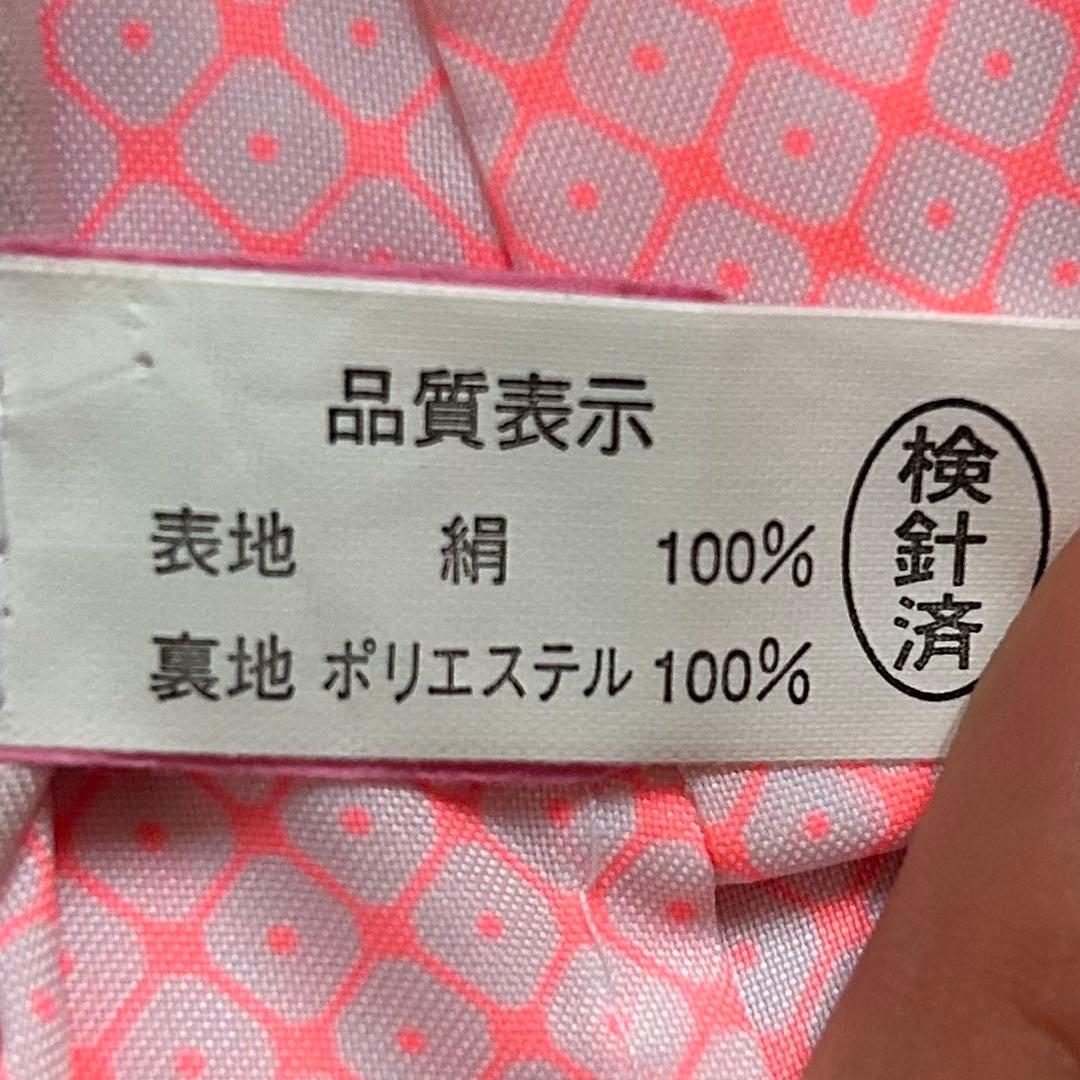 品質表示
表地 絹 100%
裏地 ポリエステル 100%
検針済